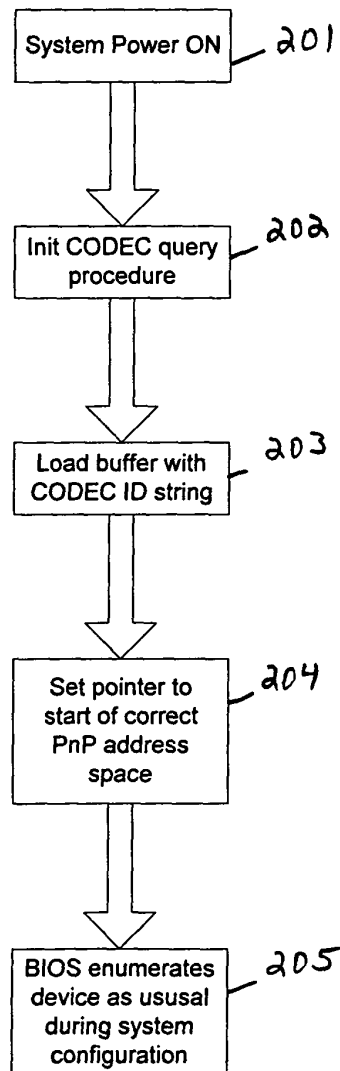 System Power ON
201
Init CODEC query
procedure
202
Load buffer with
CODEC ID string
203
Set pointer to
start of correct
PnP address
space
204
BIOS enumerates
device as ususal
during system
configuration
205